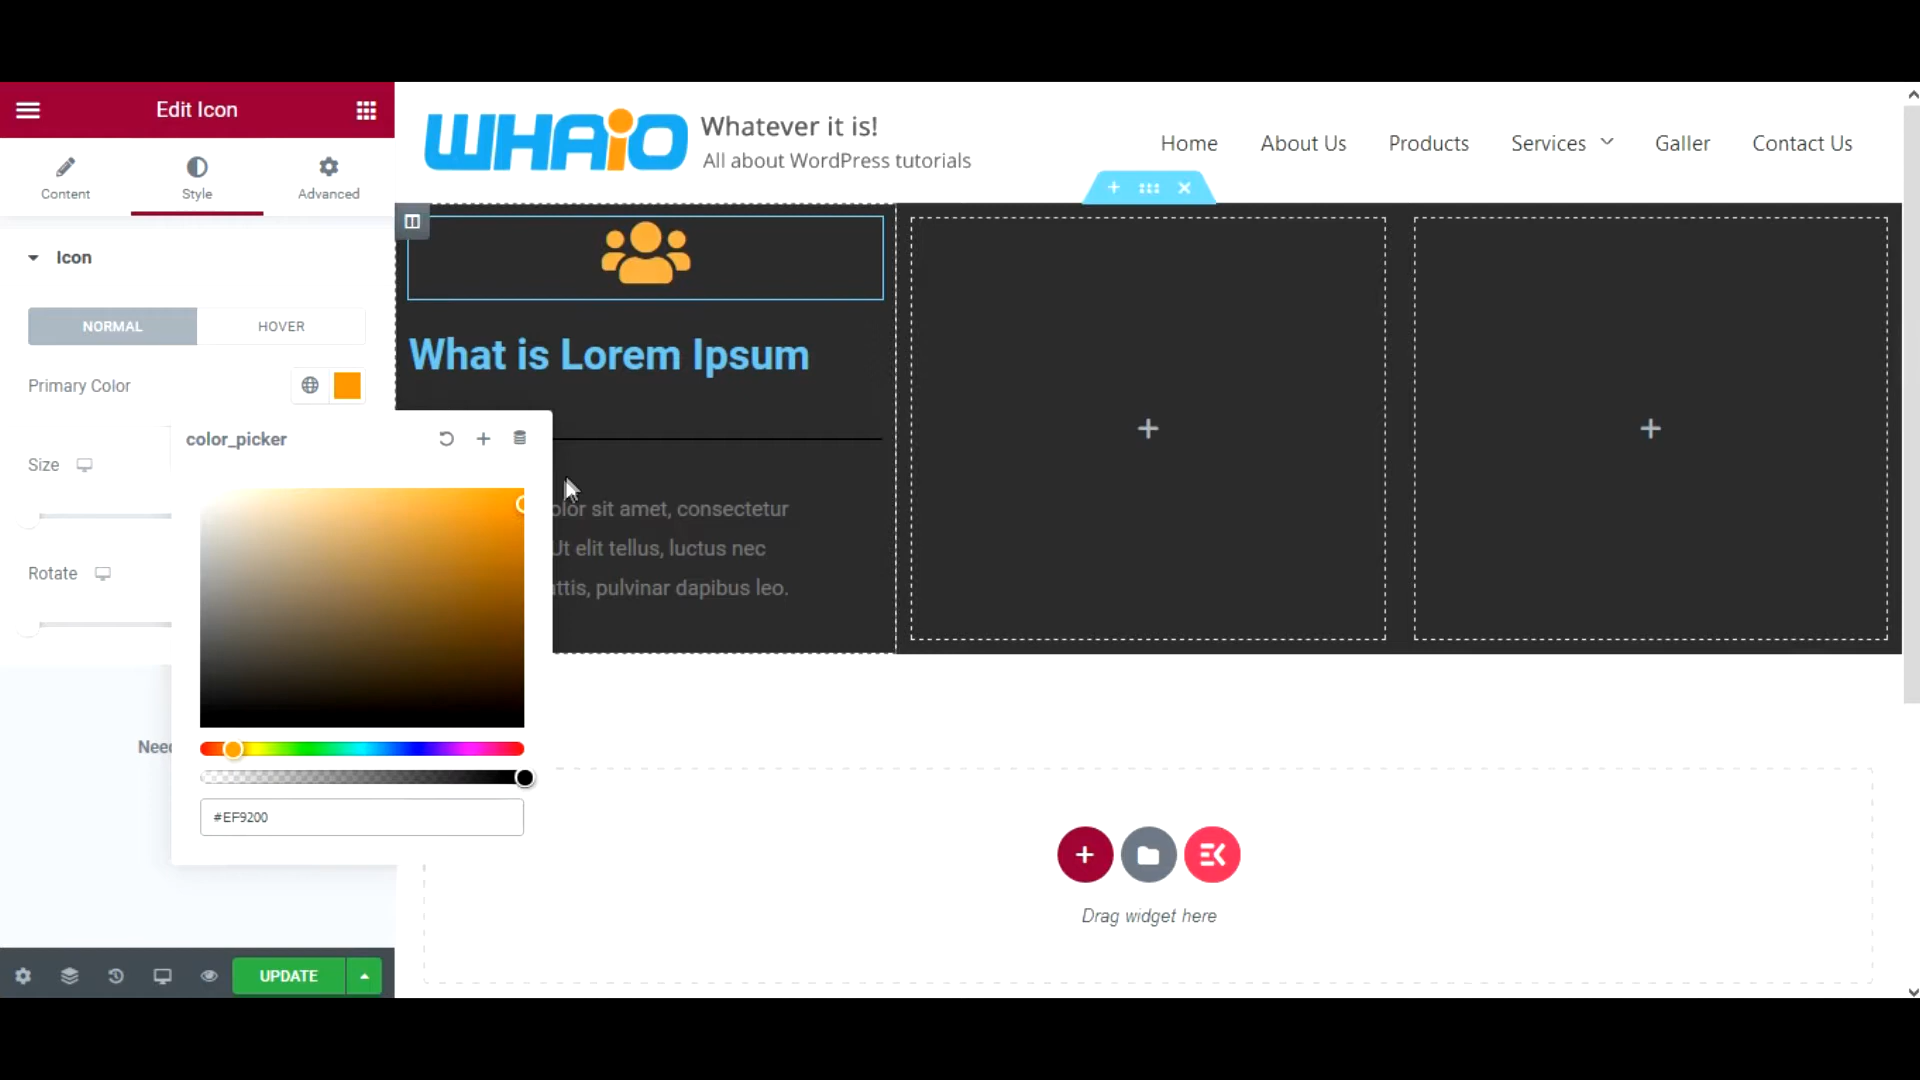 Edit Icon
Content
Style
Advanced
Icon
NORMAL
HOVER
Primary Color
color_picker
Size
Rotate
#EF9200
UPDATE
WHAiO
Whatever it is!
All about WordPress tutorials
Home
About Us
Products
Services
Galler
Contact Us
What is Lorem Ipsum
sit amet, consectetur
Ut elit tellus, luctus nec
pulvinar dapibus leo.
Drag widget here